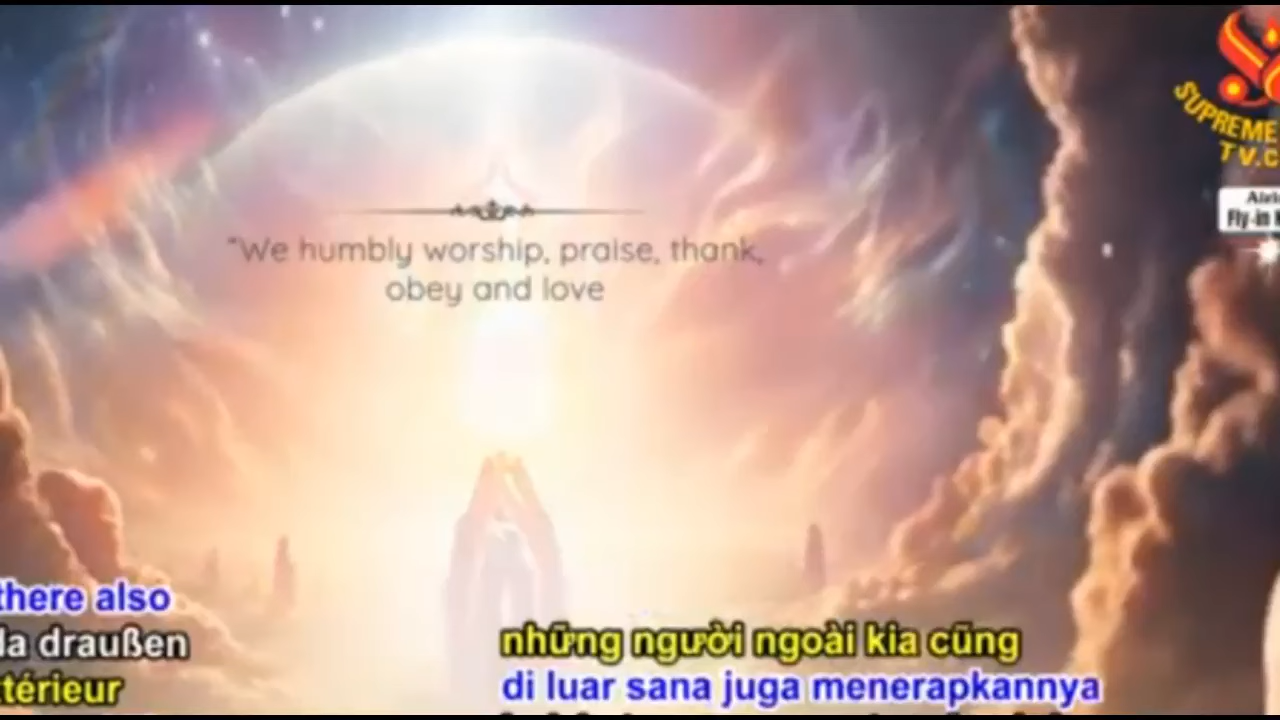 SUPREME
TV.C
Fly-in
"We humbly worship, praise, thank,
obey and love
there also
da draußen
térieur
những người ngoài kia cũng
di luar sana juga menerapkannya